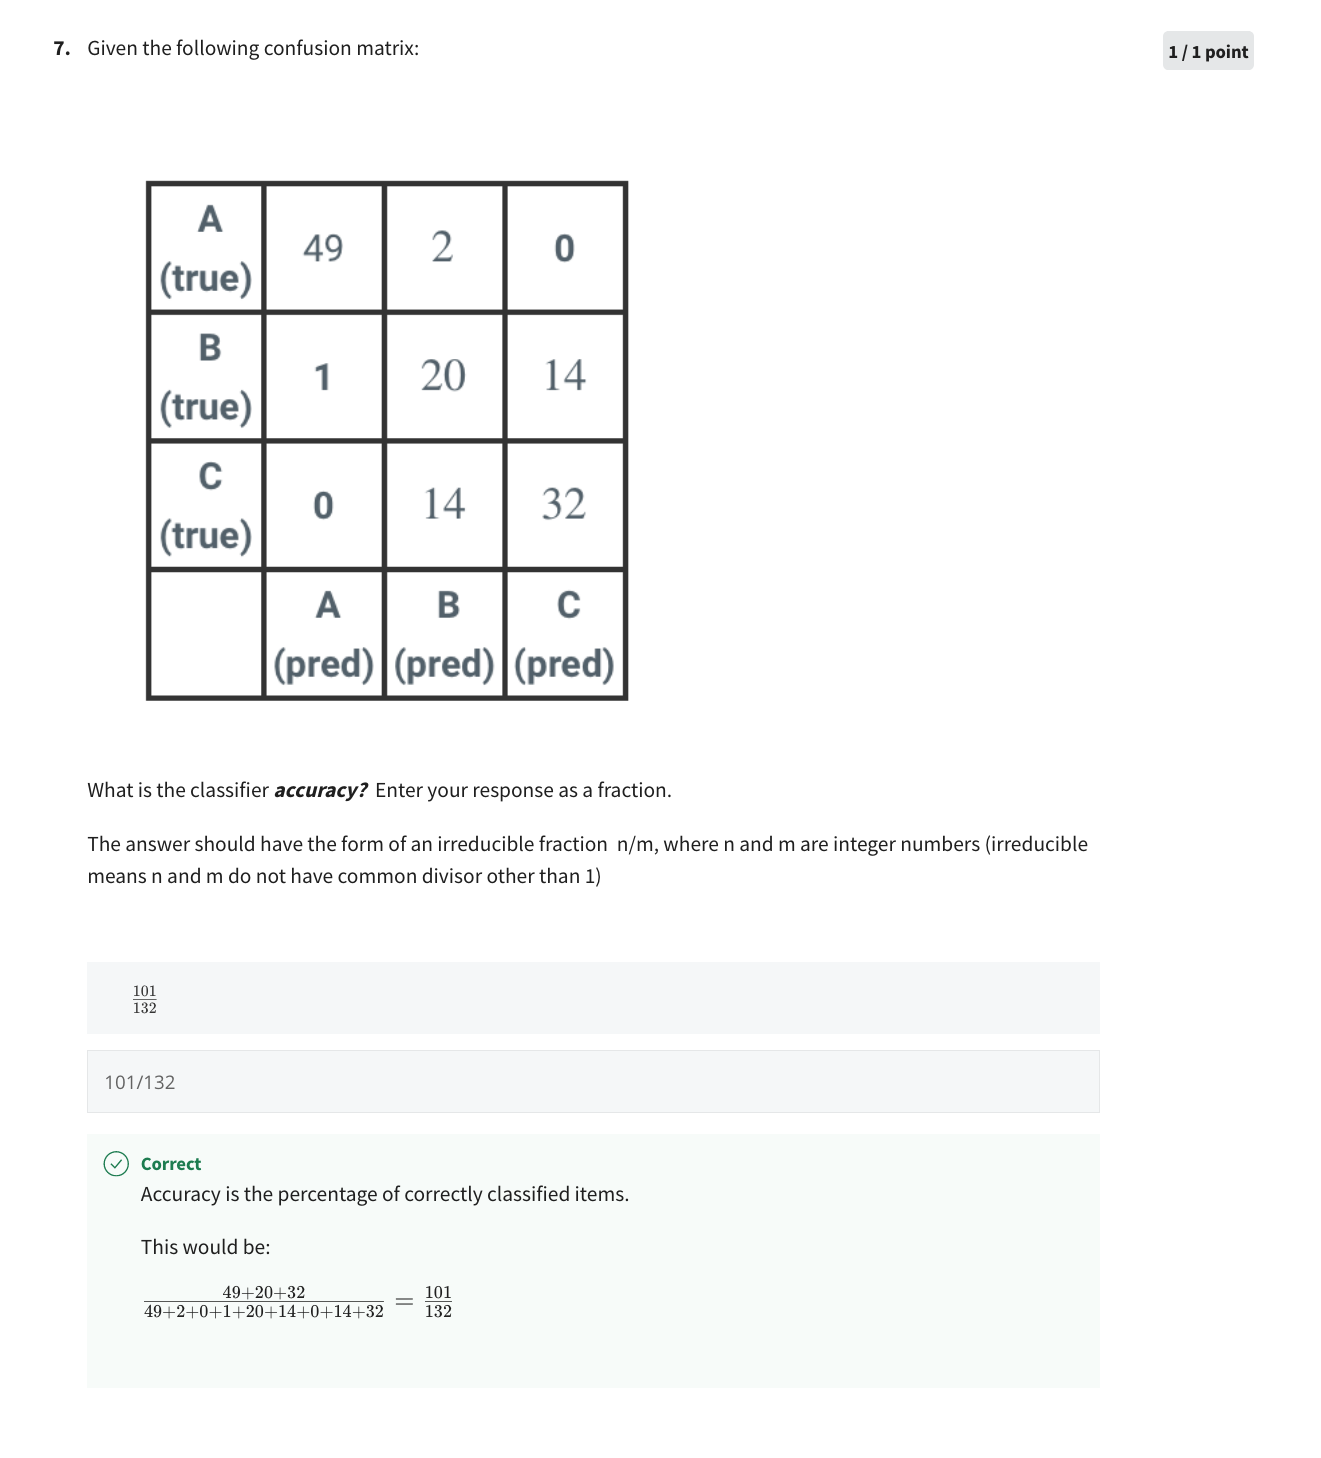 7. Given the following confusion matrix:
1 / 1 point
A (true) 49 2 0
B (true) 1 20 14
C (true) 0 14 32
A (pred) B (pred) C (pred)
What is the classifier accuracy? Enter your response as a fraction.
The answer should have the form of an irreducible fraction n/m, where n and m are integer numbers (irreducible
means n and m do not have common divisor other than 1)
101/132
101/132
Correct
Accuracy is the percentage of correctly classified items.
This would be:
49+20+32/49+2+0+1+20+14+0+14+32 = 101/132